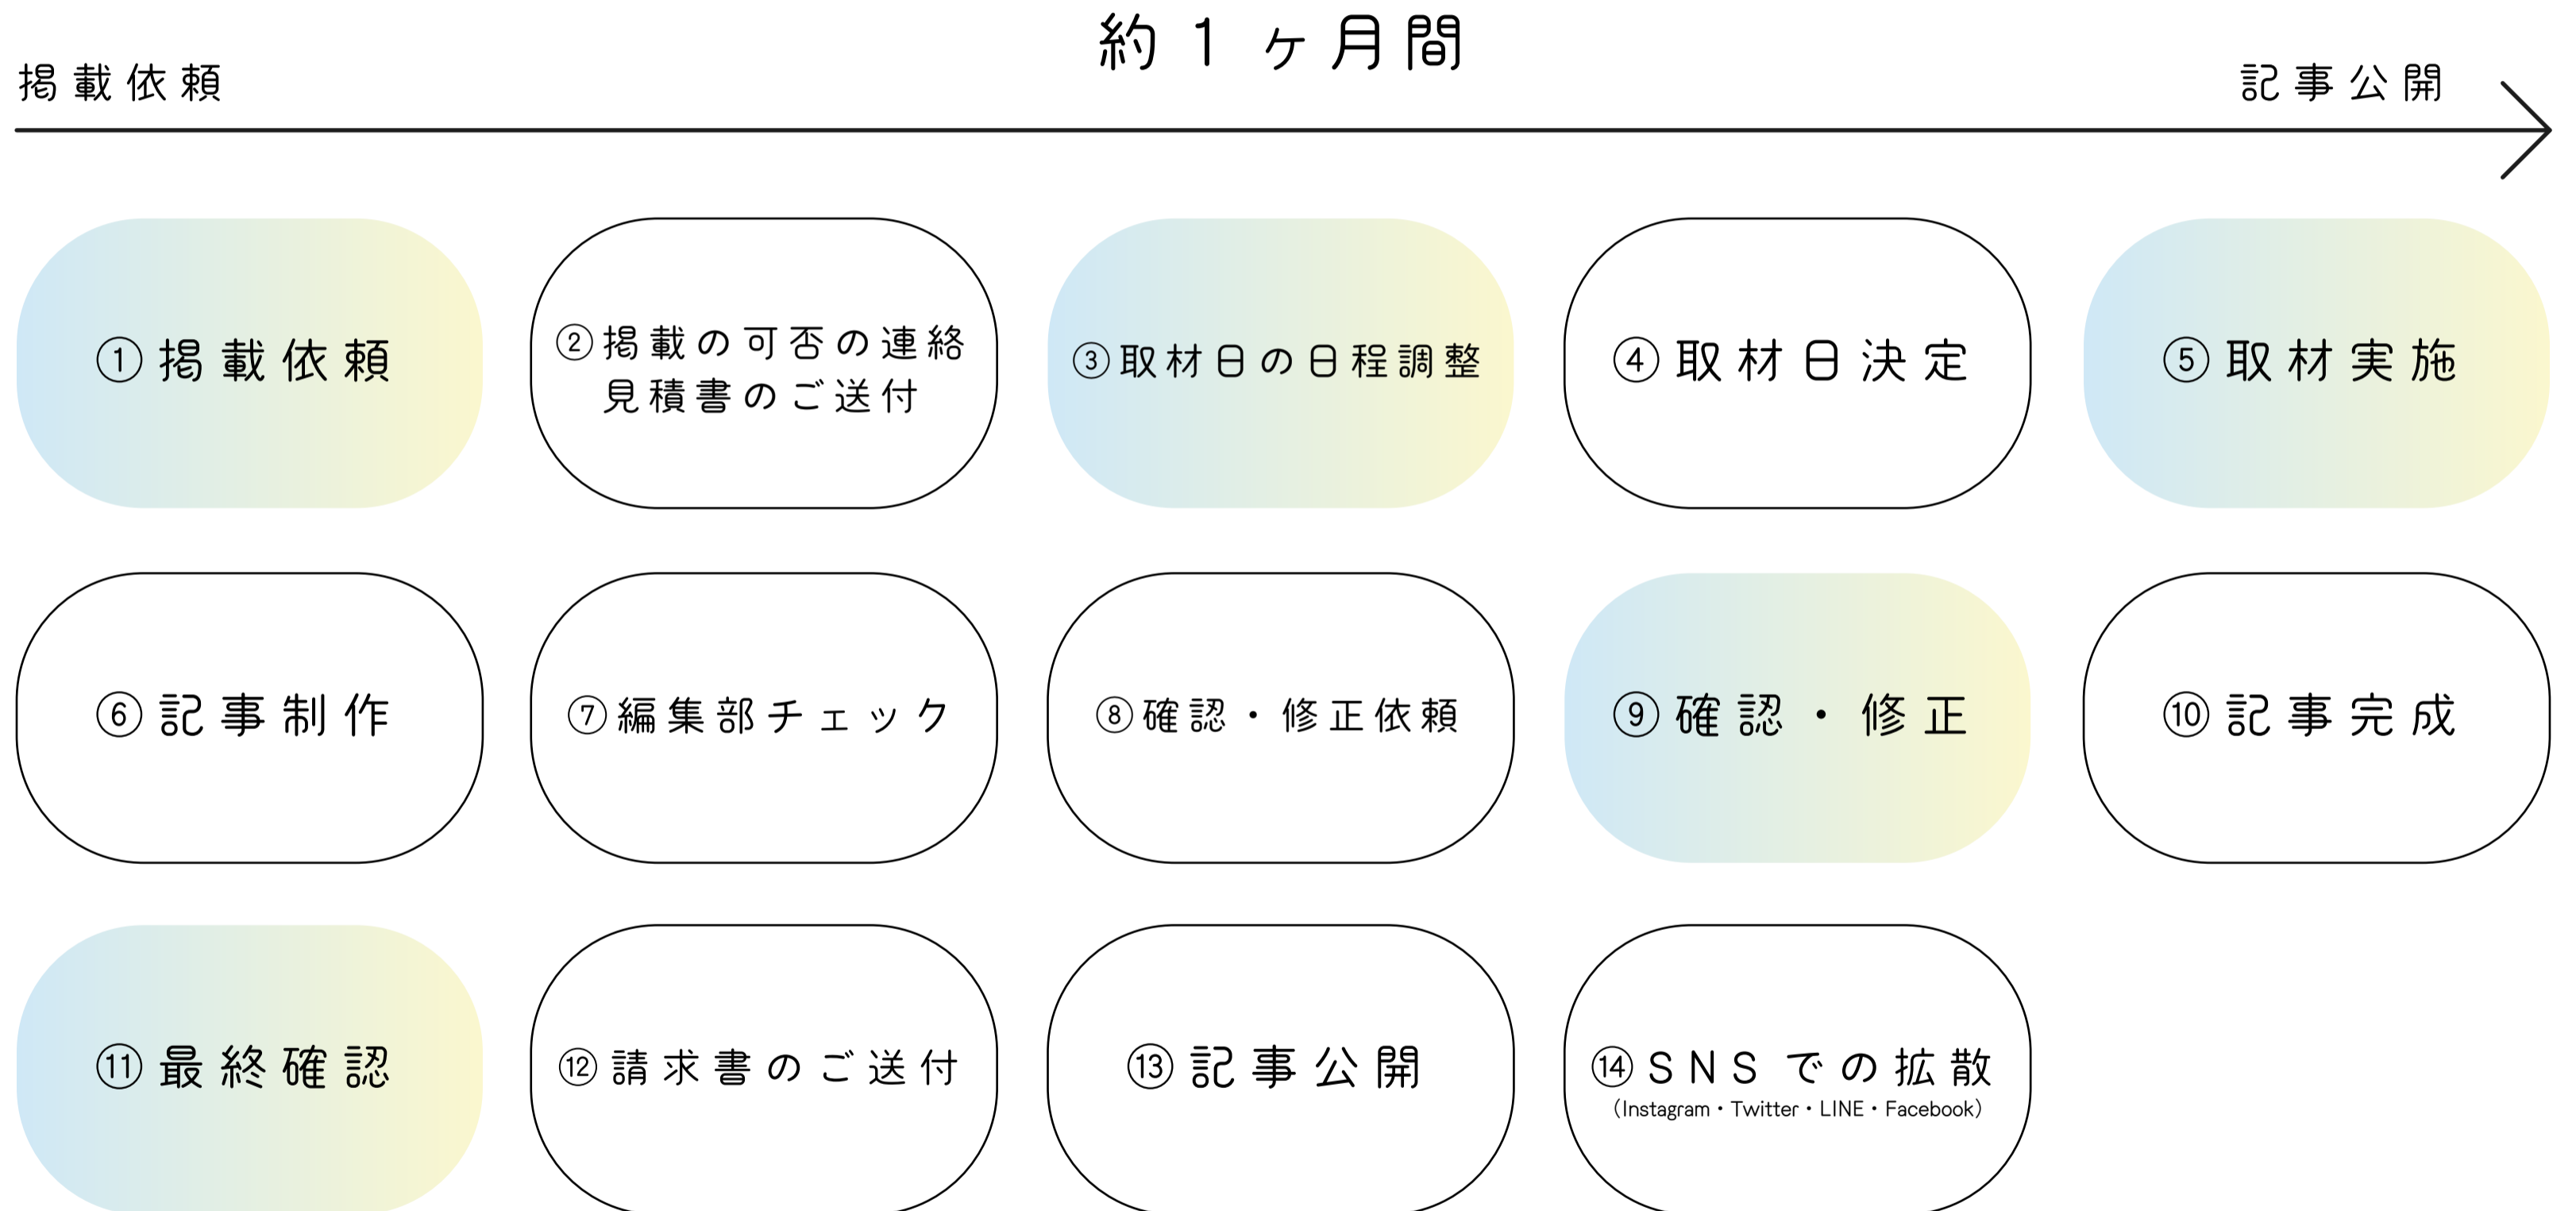 約1ヶ月間
掲載依頼
記事公開
①掲載依頼
②掲載の可否の連絡
見積書のご送付
③取材日の日程調整
④取材日決定
⑤取材実施
⑥記事制作
⑦編集部チェック
⑧確認・修正依頼
⑨確認・修正
⑩記事完成
⑪最終確認
⑫請求書のご送付
⑬記事公開
⑭SNSでの拡散
（Instagram・Twitter・LINE・Facebook）